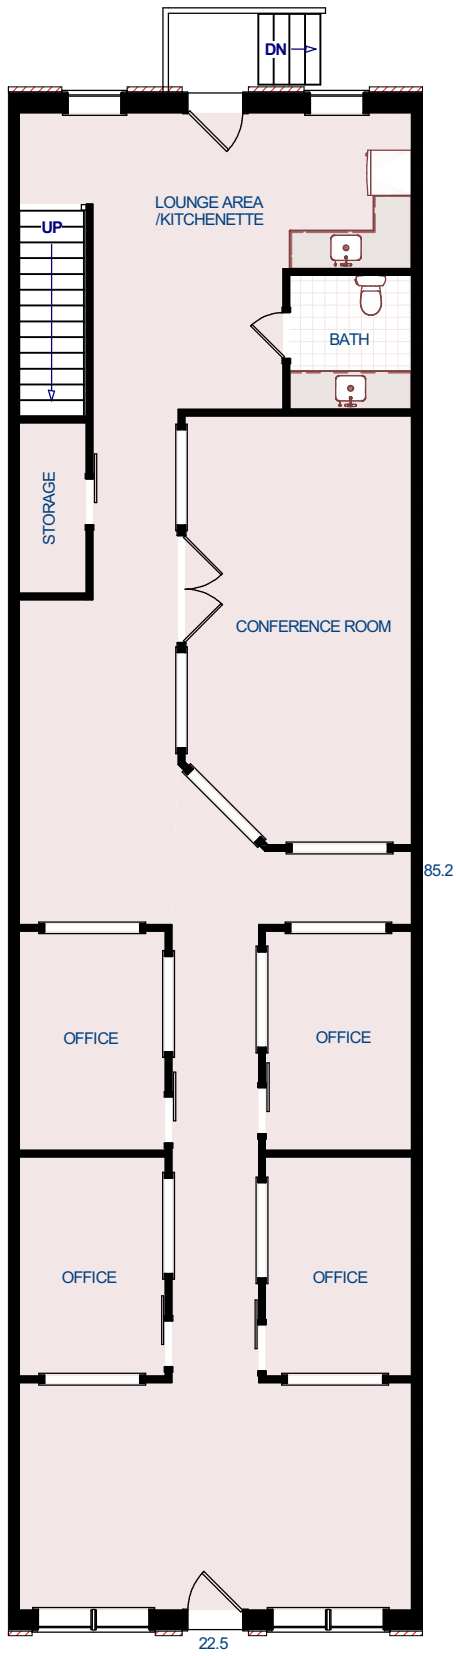 DN
LOUNGE AREA
/KITCHENETTE
UP
BATH
STORAGE
CONFERENCE ROOM
85.2
OFFICE
OFFICE
OFFICE
OFFICE
22.5